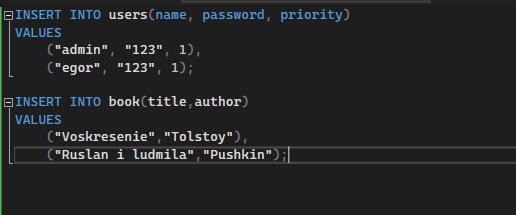 INSERT INTO users(name, password, priority)
VALUES
("admin", "123", 1),
("egor", "123", 1);
INSERT INTO book(title,author)
VALUES
("Voskresenie","Tolstoy"),
("Ruslan i ludmila","Pushkin");